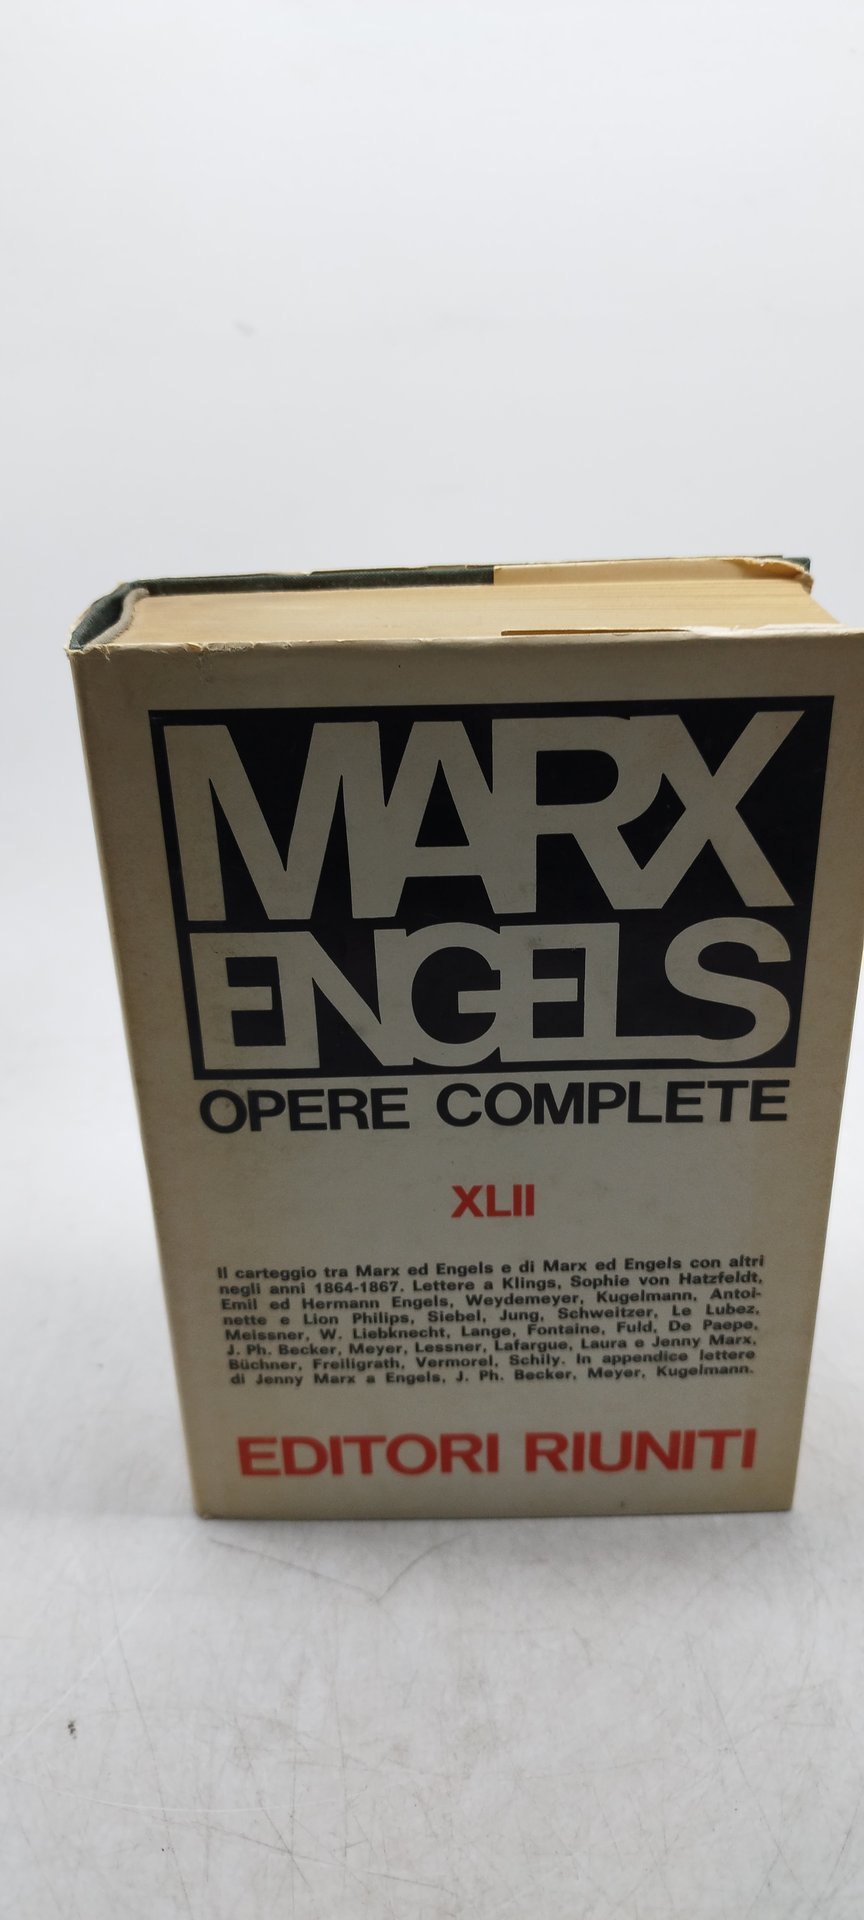 MARX
ENGELS
OPERE COMPLETE
XLII
Il carteggio tra Marx ed Engels e di Marx ed Engels con altri
negli anni 1864-1867. Lettere a Klings, Sophie von Hatzfeldt,
Emil ed Hermann Engels, Weydemeyer, Kugelmann, Antoi-
nette e Lion Philips, Siebel, Jung, Schweitzer, Le Lubez,
Meissner, W. Liebknecht, Lange, Fontaine, Fuld, De Paepe,
J. Ph. Becker, Meyer, Lessner, Lafargue, Laura e Jenny Marx,
Büchner, Freiligrath, Vermorel, Schily. In appendice lettere
di Jenny Marx a Engels, J. Ph. Becker, Meyer, Kugelmann.
EDITORI RIUNITI